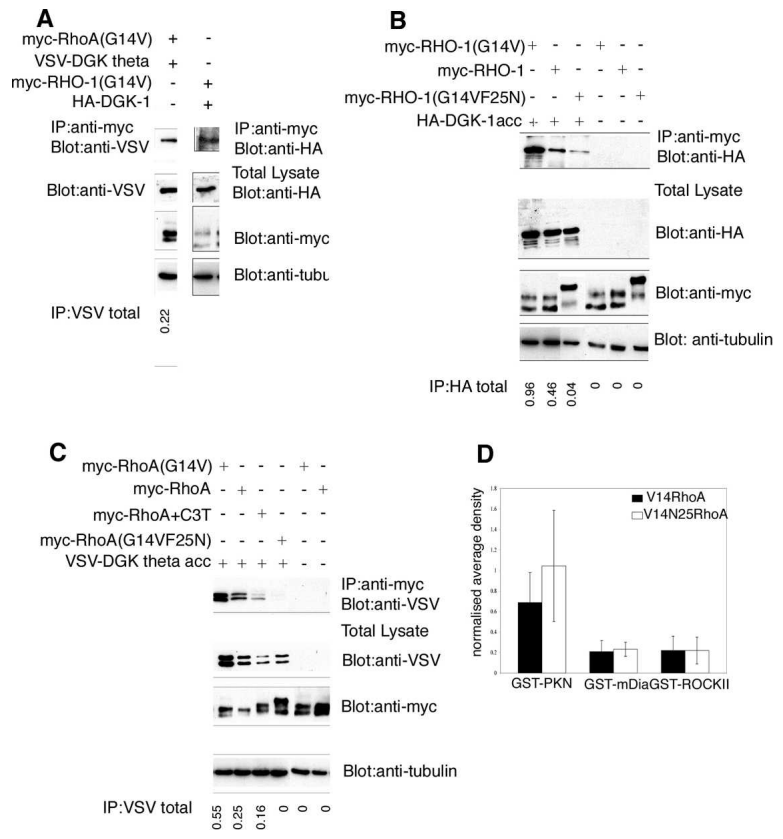 A
myc-RhoA(G14V) + -
VSV-DGK theta + -
myc-RHO-1(G14V) - +
HA-DGK-1 - +
IP:anti-myc
Blot:anti-VSV
IP:anti-myc
Blot:anti-HA
Total Lysate
Blot:anti-VSV
Blot:anti-HA
Blot:anti-myc
Blot:anti-tubu
IP:VSV total
0.22
B
myc-RHO-1(G14V) + - - + - -
myc-RHO-1 - + - - + -
myc-RHO-1(G14VF25N) - - + - - +
HA-DGK-1acc + + + - - -
IP:anti-myc
Blot:anti-HA
Total Lysate
Blot:anti-HA
Blot:anti-myc
Blot: anti-tubulin
IP:HA total
0.96 0.46 0.04 0 0 0
C
myc-RhoA(G14V) + - - - + -
myc-RhoA - + - - - +
myc-RhoA+C3T - - + - - -
myc-RhoA(G14VF25N) - - - + - -
VSV-DGK theta acc + + + + - -
IP:anti-myc
Blot:anti-VSV
Total Lysate
Blot:anti-VSV
Blot:anti-myc
Blot:anti-tubulin
IP:VSV total
0.55 0.25 0.16 0 0 0
D
normalised average density
1.8
1.6
1.4
1.2
1
0.8
0.6
0.4
0.2
0
V14RhoA
V14N25RhoA
GST-PKN GST-mDia GST-ROCKII